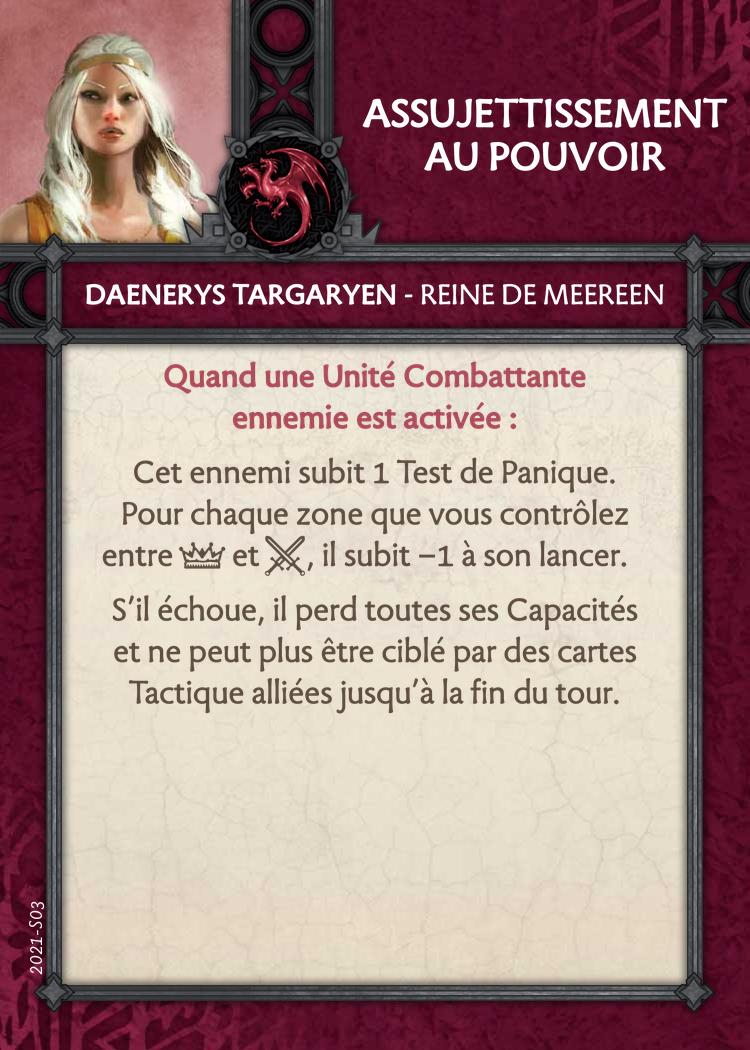 ASSUJETTISSEMENT
AU POUVOIR
DAENERYS TARGARYEN - REINE DE MEEREEN
Quand une Unité Combattante
ennemie est activée :
Cet ennemi subit 1 Test de Panique.
Pour chaque zone que vous contrôlez
entre et , il subit –1 à son lancer.
S'il échoue, il perd toutes ses Capacités
et ne peut plus être ciblé par des cartes
Tactique alliées jusqu'à la fin du tour.
2021-S03